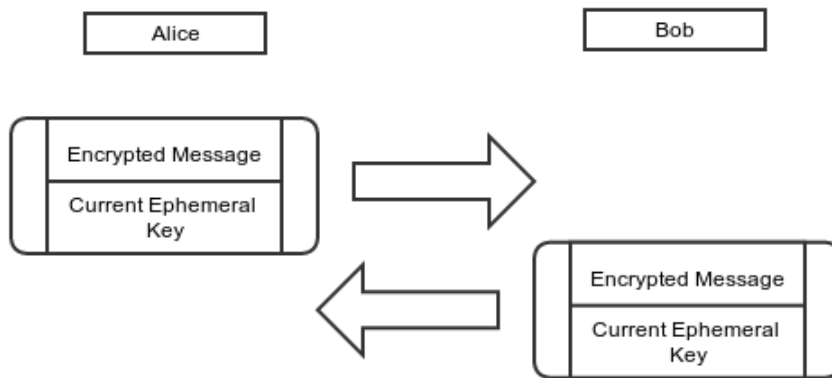 Alice
Bob
Encrypted Message
Current Ephemeral
Key
Encrypted Message
Current Ephemeral
Key